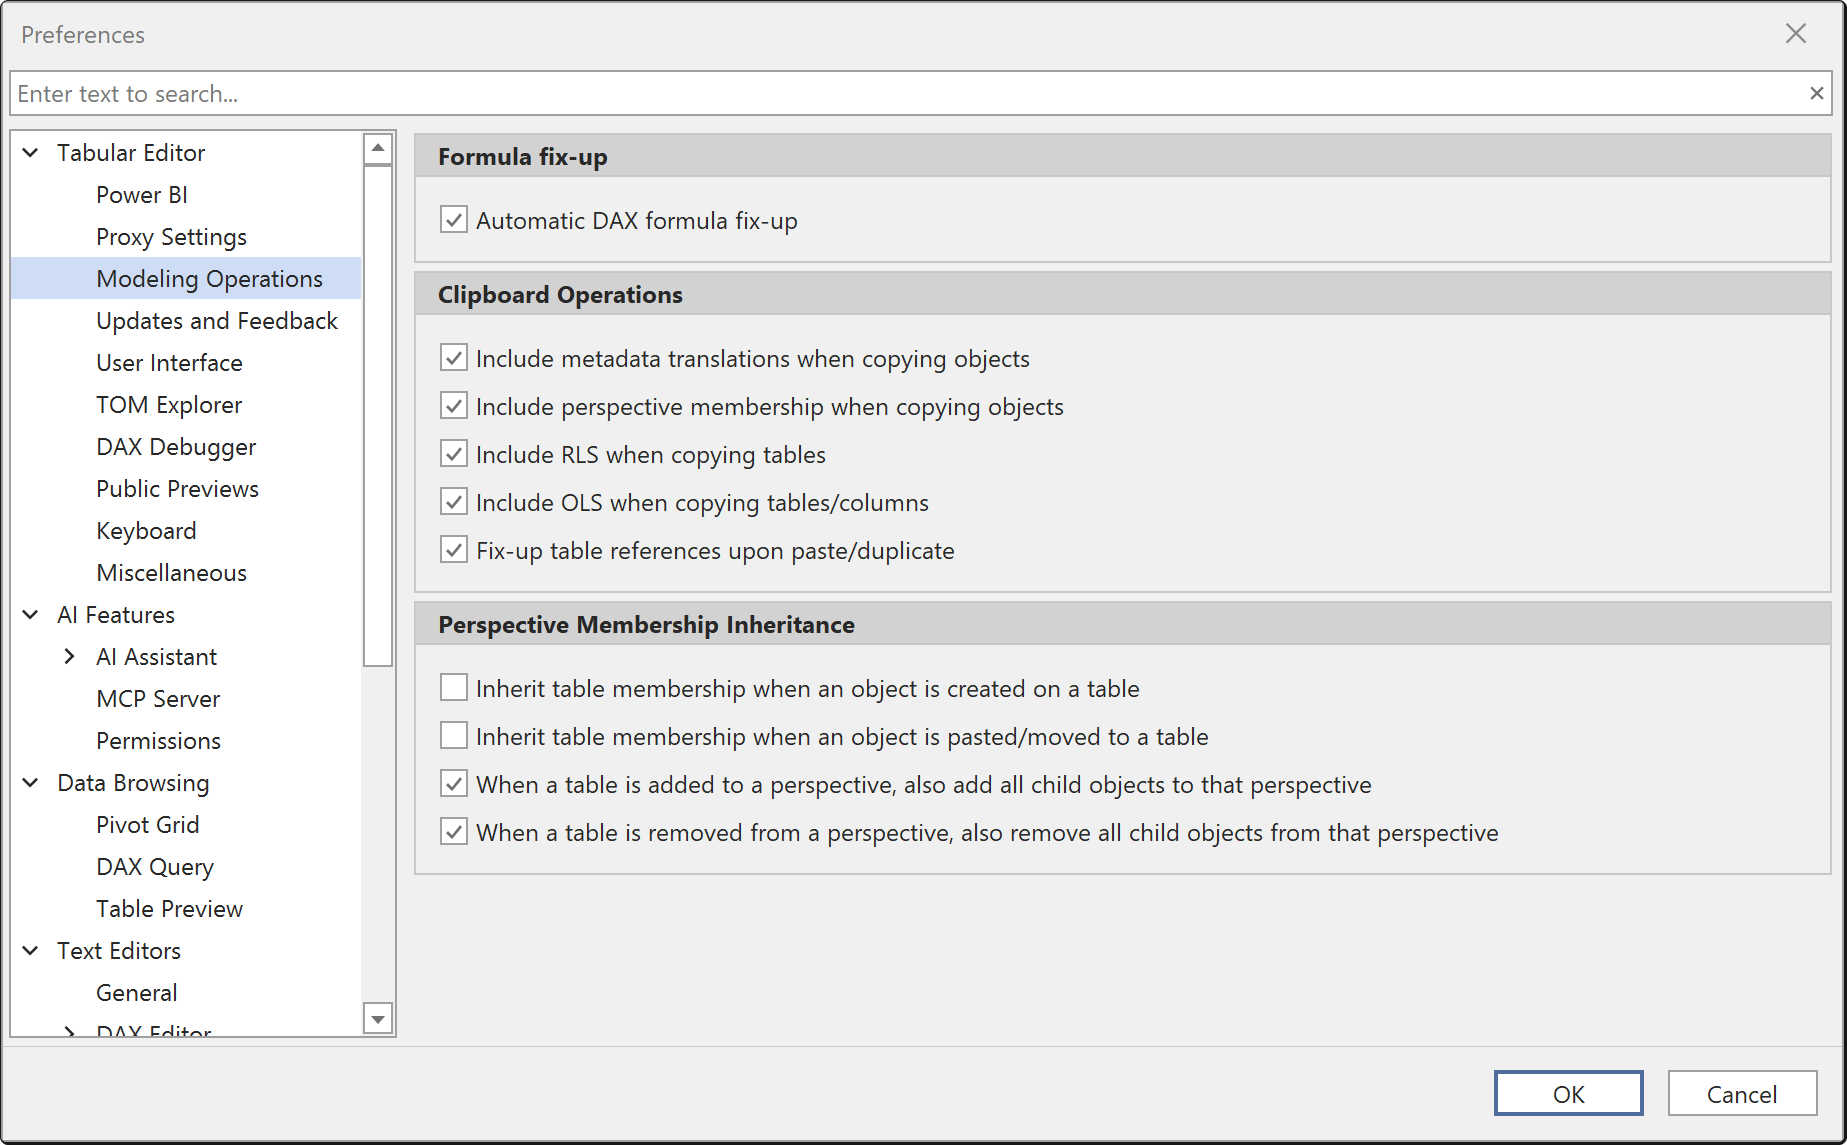 Preferences
Enter text to search...
Tabular Editor
Power BI
Proxy Settings
Modeling Operations
Updates and Feedback
User Interface
TOM Explorer
DAX Debugger
Public Previews
Keyboard
Miscellaneous
AI Features
AI Assistant
MCP Server
Permissions
Data Browsing
Pivot Grid
DAX Query
Table Preview
Text Editors
General
DAX Editor
Formula fix-up
Automatic DAX formula fix-up
Clipboard Operations
Include metadata translations when copying objects
Include perspective membership when copying objects
Include RLS when copying tables
Include OLS when copying tables/columns
Fix-up table references upon paste/duplicate
Perspective Membership Inheritance
Inherit table membership when an object is created on a table
Inherit table membership when an object is pasted/moved to a table
When a table is added to a perspective, also add all child objects to that perspective
When a table is removed from a perspective, also remove all child objects from that perspective
OK
Cancel